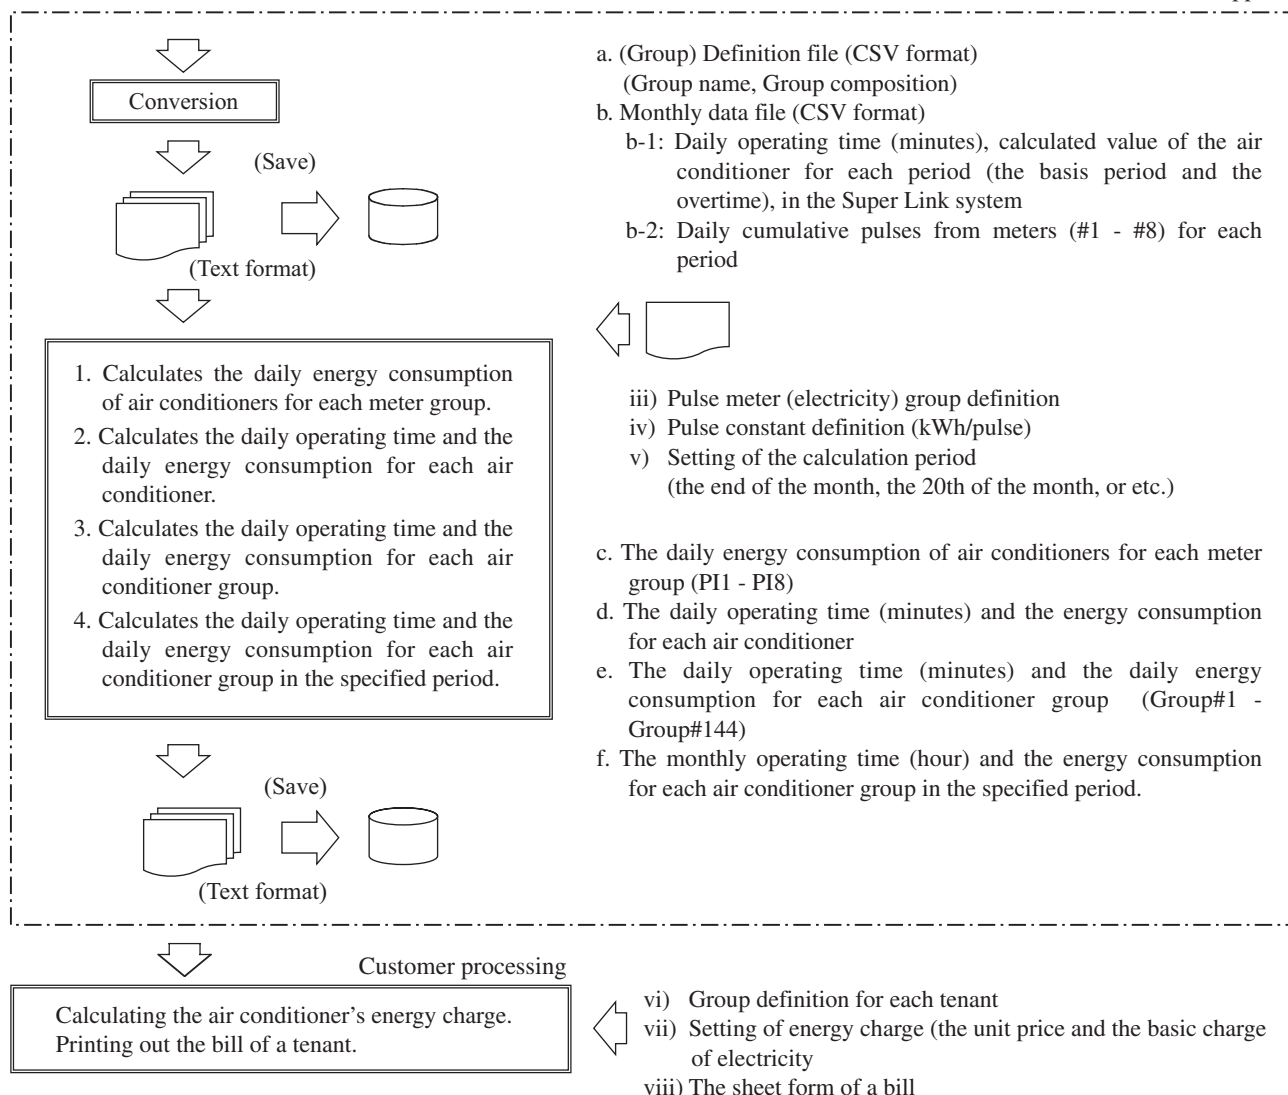 Conversion
(Save)
(Text format)
a. (Group) Definition file (CSV format)
(Group name, Group composition)
b. Monthly data file (CSV format)
b-1: Daily operating time (minutes), calculated value of the air
conditioner for each period (the basis period and the
overtime), in the Super Link system
b-2: Daily cumulative pulses from meters (#1 - #8) for each
period
1. Calculates the daily energy consumption
of air conditioners for each meter group.
2. Calculates the daily operating time and the
daily energy consumption for each air
conditioner.
3. Calculates the daily operating time and the
daily energy consumption for each air
conditioner group.
4. Calculates the daily operating time and the
daily energy consumption for each air
conditioner group in the specified period.
iii) Pulse meter (electricity) group definition
iv) Pulse constant definition (kWh/pulse)
v) Setting of the calculation period
(the end of the month, the 20th of the month, or etc.)
c. The daily energy consumption of air conditioners for each meter
group (PI1 - PI8)
d. The daily operating time (minutes) and the energy consumption
for each air conditioner
e. The daily operating time (minutes) and the daily energy
consumption for each air conditioner group (Group#1 -
Group#144)
f. The monthly operating time (hour) and the energy consumption
for each air conditioner group in the specified period.
(Save)
(Text format)
Customer processing
Calculating the air conditioner's energy charge.
Printing out the bill of a tenant.
vi) Group definition for each tenant
vii) Setting of energy charge (the unit price and the basic charge
of electricity
viii) The sheet form of a bill